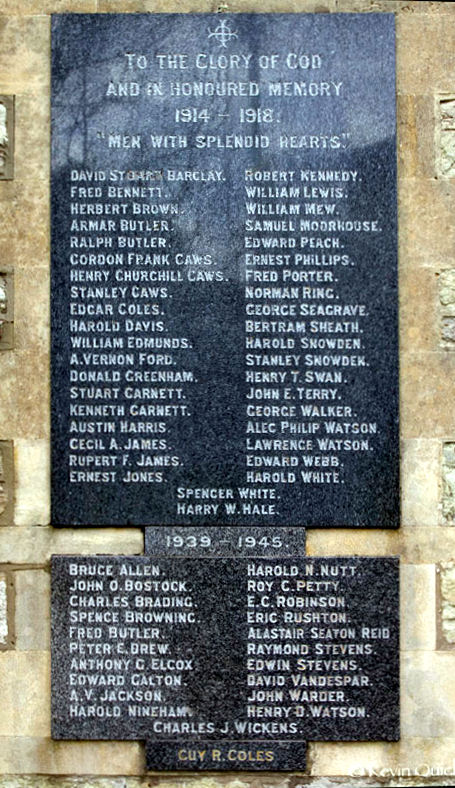 TO THE GLORY OF GOD
AND IN HONOURED MEMORY
1914 – 1918.
"MEN WITH SPLENDID HEARTS."
DAVID STUART BARCLAY.
FRED BENNETT.
HERBERT BROWN.
ARMAR BUTLER.
RALPH BUTLER.
GORDON FRANK CAWS.
HENRY CHURCHILL CAWS.
STANLEY CAWS.
EDGAR COLES.
HAROLD DAVIS.
WILLIAM EDMUNDS.
A. VERNON FORD.
DONALD GREENHAM.
STUART GARNETT.
KENNETH GARNETT.
AUSTIN HARRIS.
CECIL A. JAMES.
RUPERT F. JAMES.
ERNEST JONES.
ROBERT KENNEDY.
WILLIAM LEWIS.
WILLIAM MEW.
SAMUEL MOORHOUSE.
EDWARD PEACH.
ERNEST PHILLIPS.
FRED PORTER.
NORMAN RING.
GEORGE SEAGRAVE.
BERTRAM SHEATH.
HAROLD SNOWDEN.
STANLEY SNOWDEN.
HENRY T. SWAN.
JOHN E. TERRY.
GEORGE WALKER.
ALEC PHILIP WATSON.
LAWRENCE WATSON.
EDWARD WEBB.
HAROLD WHITE.
SPENCER WHITE.
HARRY W. HALE.
1939 – 1945.
BRUCE ALLEN.
JOHN O. BOSTOCK.
CHARLES BRADING.
SPENCE BROWNING.
FRED BUTLER.
PETER E. DREW.
ANTHONY G. ELCOX
EDWARD GALTON.
A.V. JACKSON.
HAROLD NINEHAM.
HAROLD N. NUTT.
ROY C. PETTY.
E.C. ROBINSON.
ERIC RUSHTON.
ALASTAIR SEATON REID
RAYMOND STEVENS.
EDWIN STEVENS.
DAVID VANDESPAR.
JOHN WARDER.
HENRY D. WATSON.
CHARLES J. WICKENS.
GUY R. COLES
© Kevin Quic